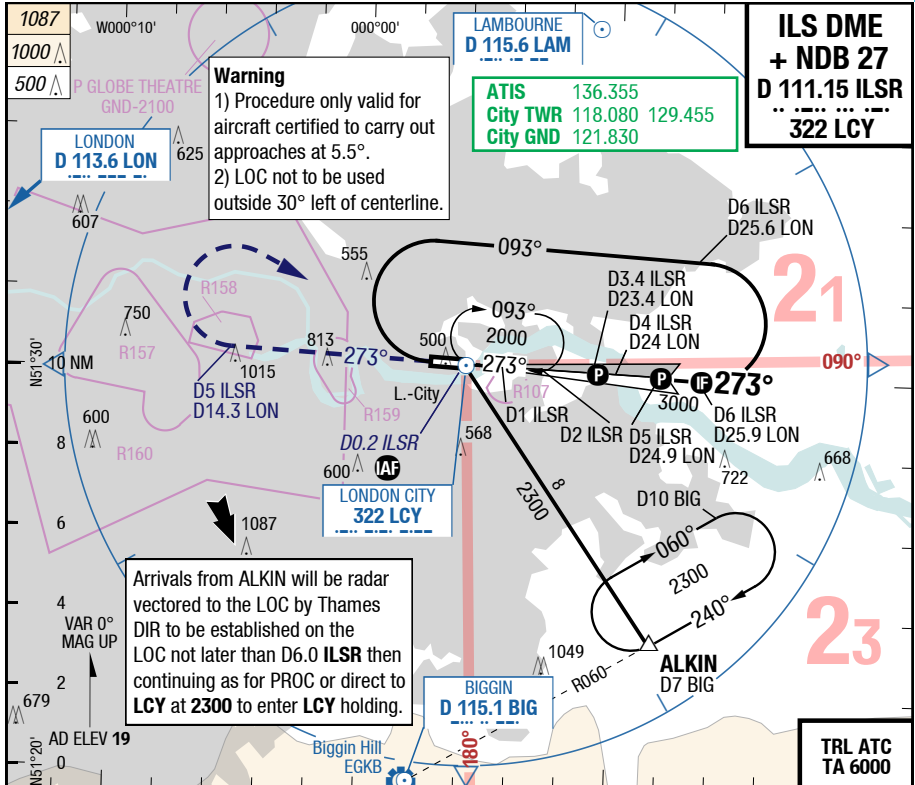 1087
1000
500
W000°10'
000°00'
LAMBOURNE
D 115.6 LAM
ILS DME
+ NDB 27
D 111.15 ILSR
322 LCY
P GLOBE THEATRE
GND-2100
Warning
1) Procedure only valid for
aircraft certified to carry out
approaches at 5.5°.
2) LOC not to be used
outside 30° left of centerline.
ATIS 136.355
City TWR 118.080 129.455
City GND 121.830
LONDON
D 113.6 LON
625
607
D6 ILSR
D25.6 LON
093°
555
21
D3.4 ILSR
D23.4 LON
R158
093°
2000
D4 ILSR
D24 LON
750
R157
813
500
N51°30'
10 NM
1015
273°
273°
P
P
IF
273°
090°
D5 ILSR
D14.3 LON
L.-City
R159
R107
3000
D1 ILSR
D2 ILSR
D5 ILSR
D24.9 LON
D6 ILSR
D25.9 LON
600
8
R160
D0.2 ILSR
568
600
IAF
722
668
LONDON CITY
322 LCY
8
2300
D10 BIG
6
1087
060°
2300
240°
Arrivals from ALKIN will be radar
vectored to the LOC by Thames
DIR to be established on the
LOC not later than D6.0 ILSR then
continuing as for PROC or direct to
LCY at 2300 to enter LCY holding.
4
VAR 0°
MAG UP
23
1049
R060
ALKIN
D7 BIG
2
679
BIGGIN
D 115.1 BIG
AD ELEV 19
180°
Biggin Hill
EGKB
N51°20'
0
TRL ATC
TA 6000